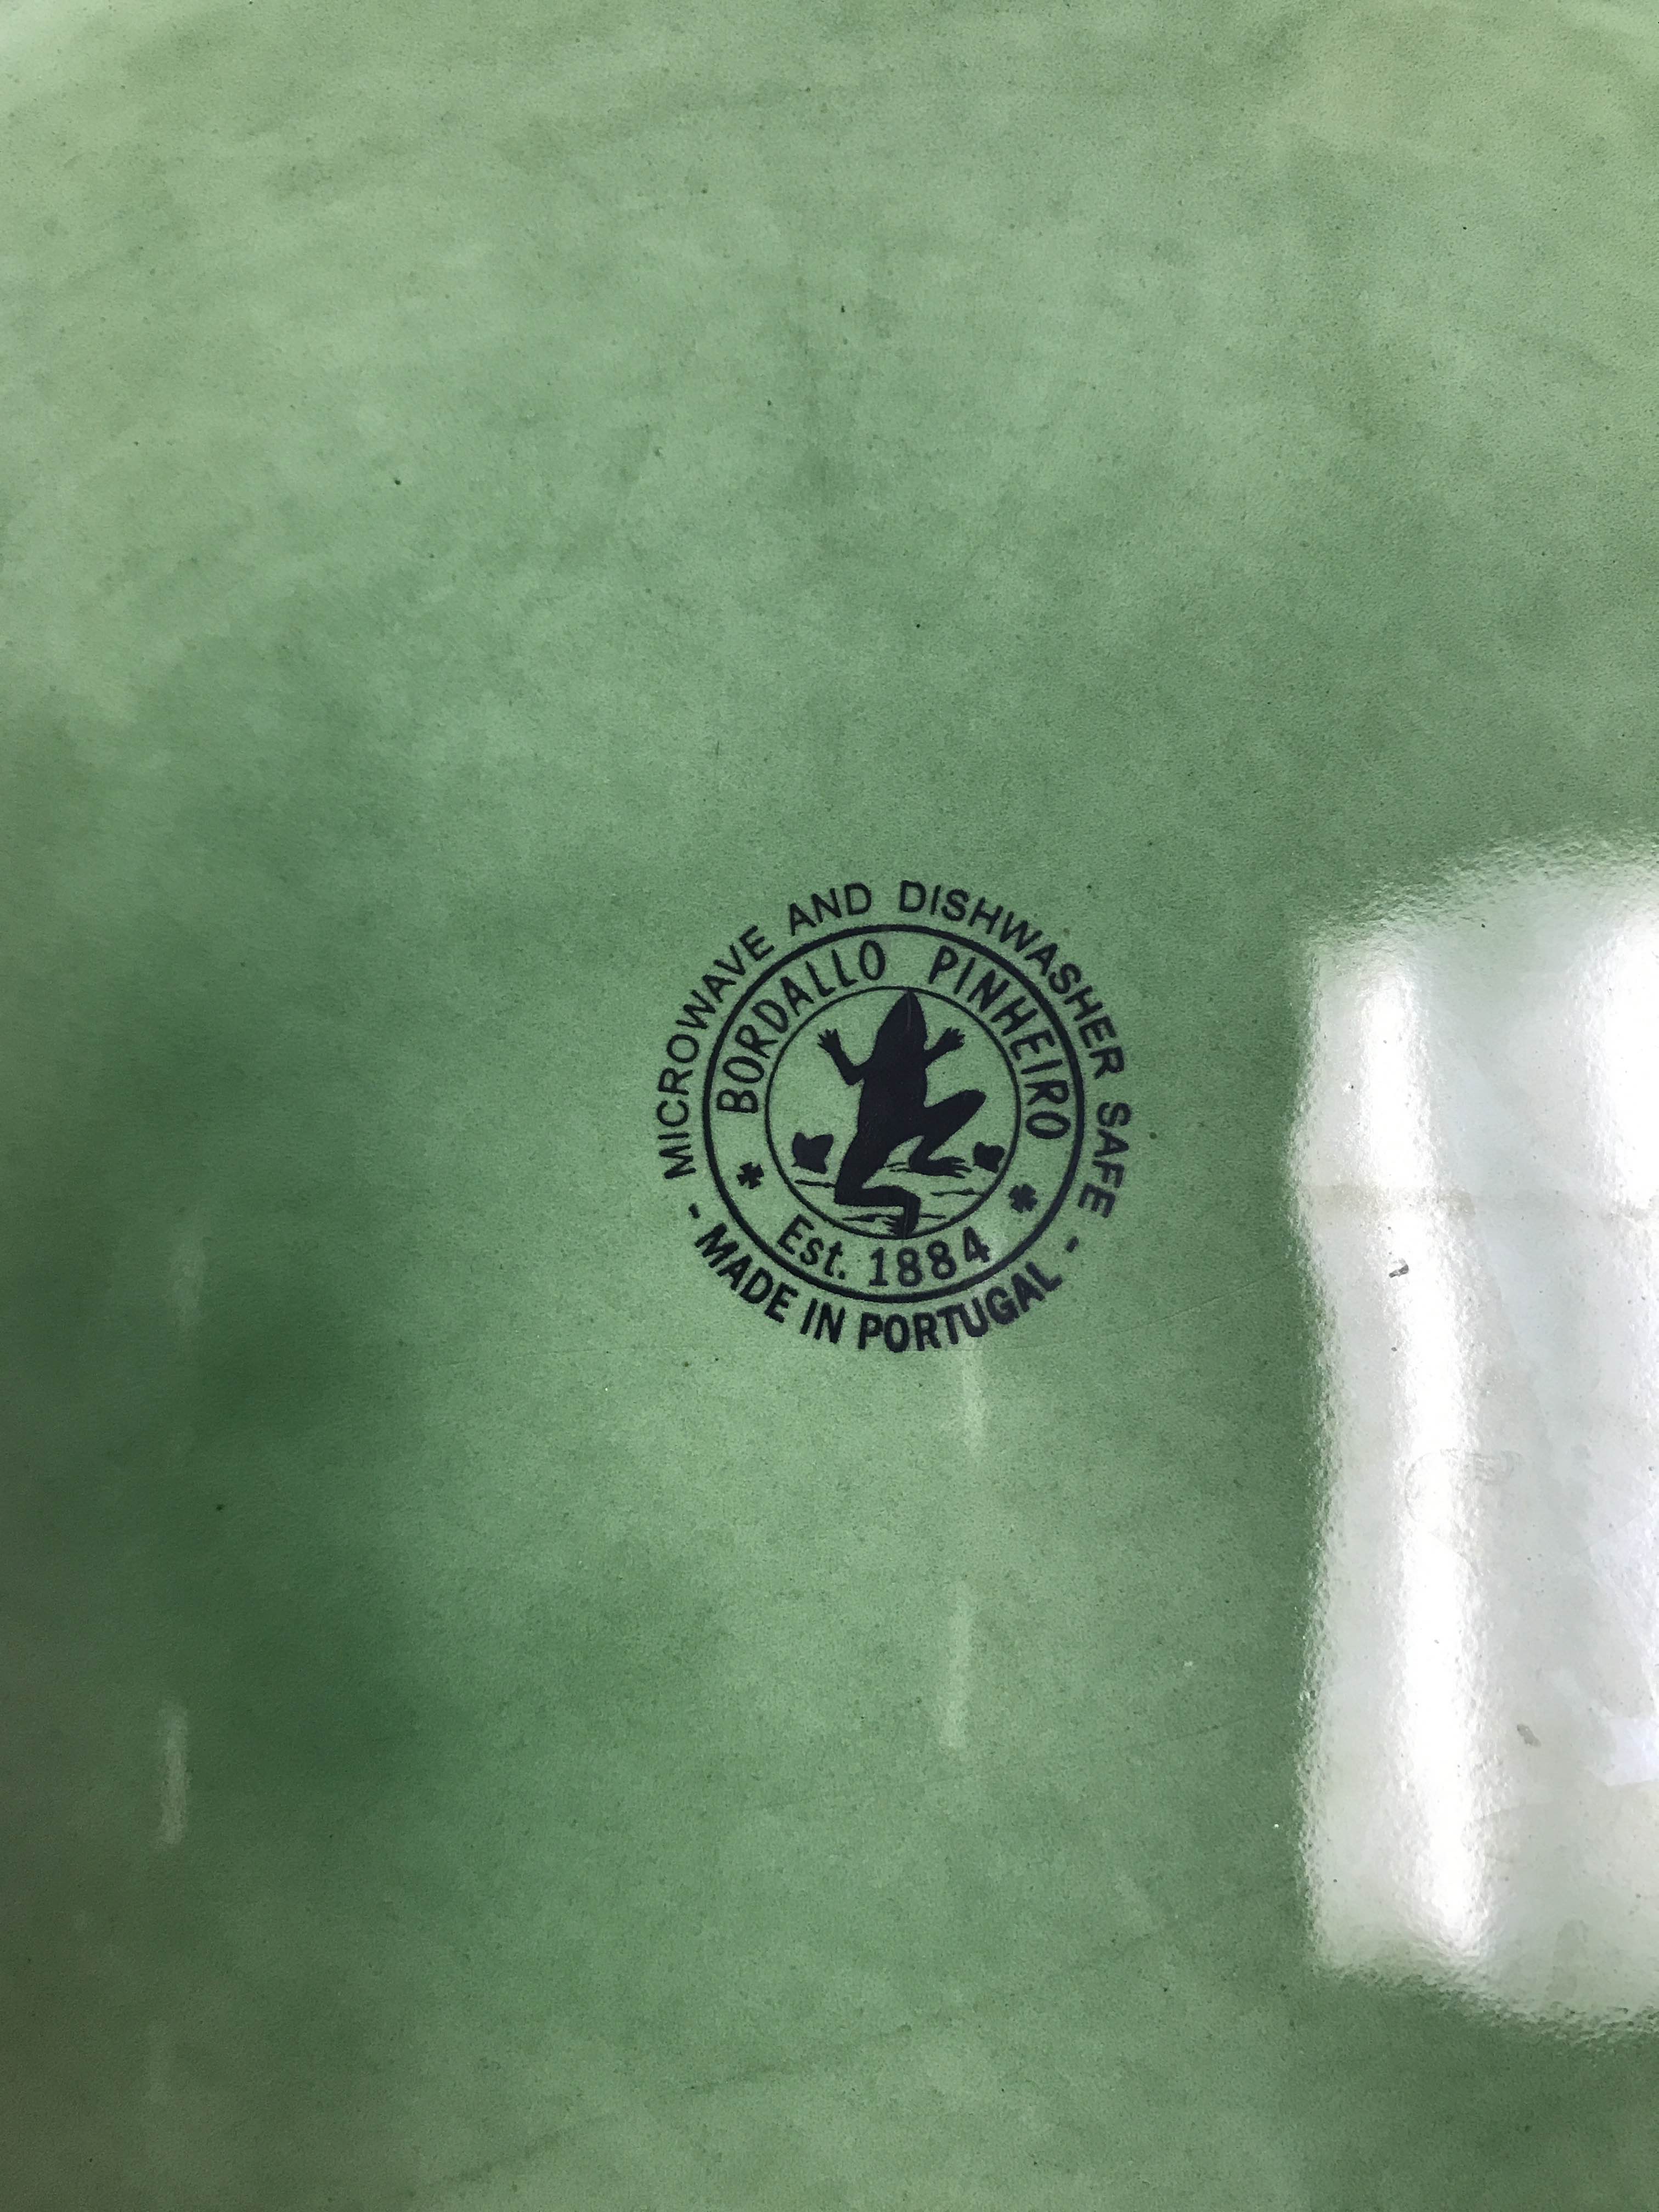 MICROWAVE AND DISHWASHER SAFE
BORDALLO PINHEIRO
Est. 1884
- MADE IN PORTUGAL -